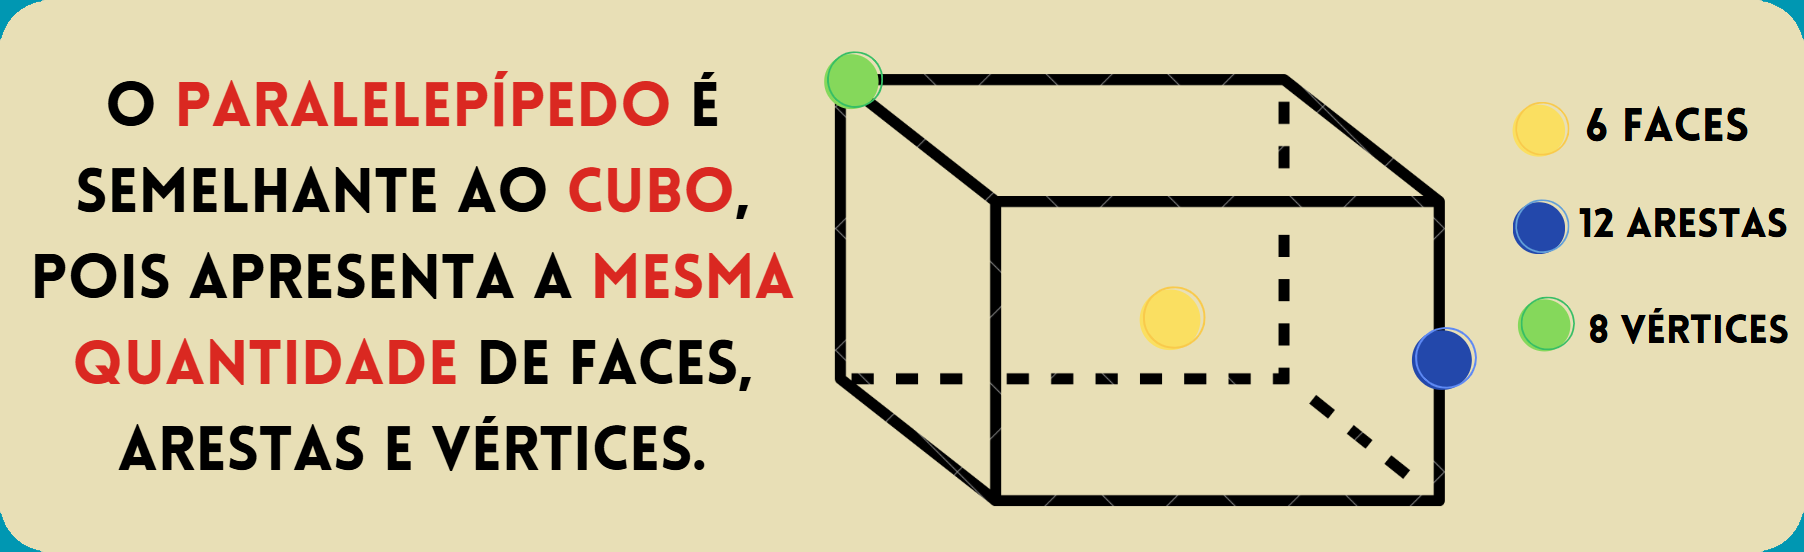 O PARALELEPÍPEDO É
SEMELHANTE AO CUBO,
POIS APRESENTA A MESMA
QUANTIDADE DE FACES,
ARESTAS E VÉRTICES.
6 FACES
12 ARESTAS
8 VÉRTICES